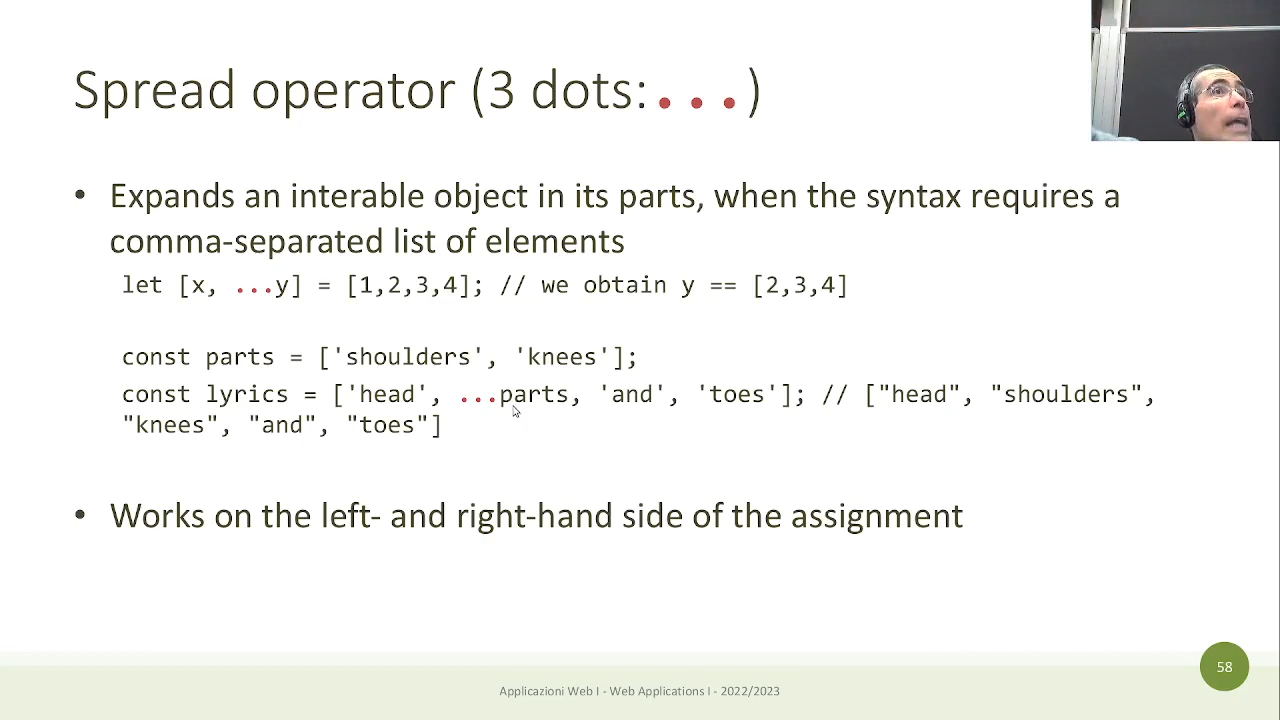 Spread operator (3 dots:...)
• Expands an interable object in its parts, when the syntax requires a
comma-separated list of elements
let [x, ...y] = [1,2,3,4]; // we obtain y == [2,3,4]
const parts = ['shoulders', 'knees'];
const lyrics = ['head', ...parts, 'and', 'toes']; // ["head", "shoulders",
"knees", "and", "toes"]
• Works on the left- and right-hand side of the assignment
58
Applicazioni Web I - Web Applications I - 2022/2023